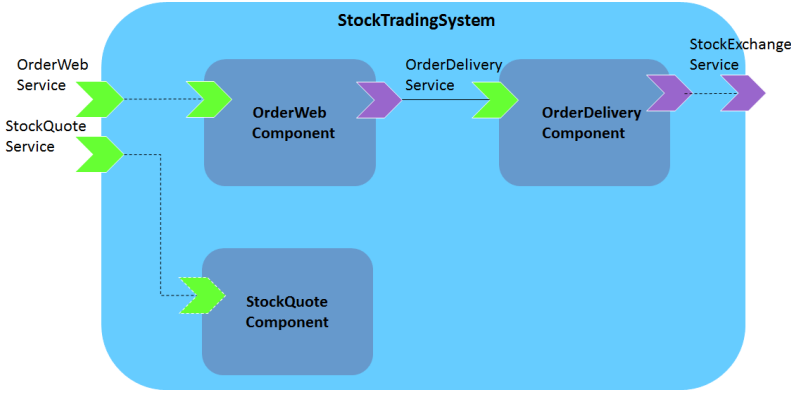 StockTradingSystem
OrderWeb
Service
StockQuote
Service
OrderWeb
Component
OrderDelivery
Service
OrderDelivery
Component
StockExchange
Service
StockQuote
Component